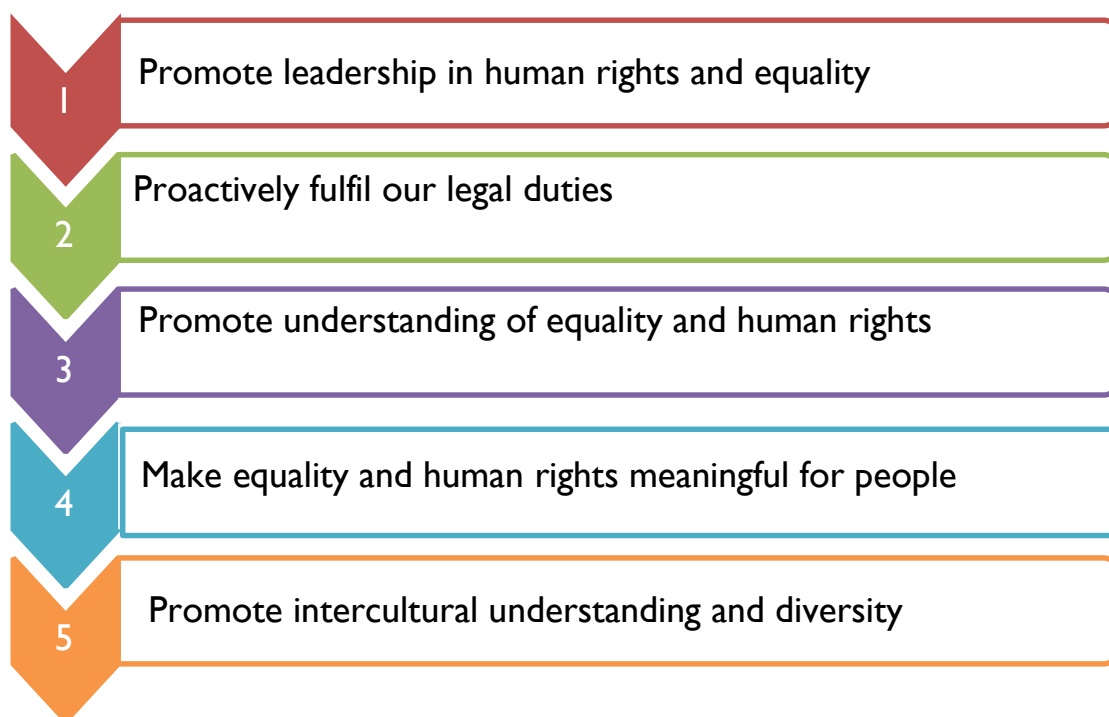 1
Promote leadership in human rights and equality
2
Proactively fulfil our legal duties
3
Promote understanding of equality and human rights
4
Make equality and human rights meaningful for people
5
Promote intercultural understanding and diversity